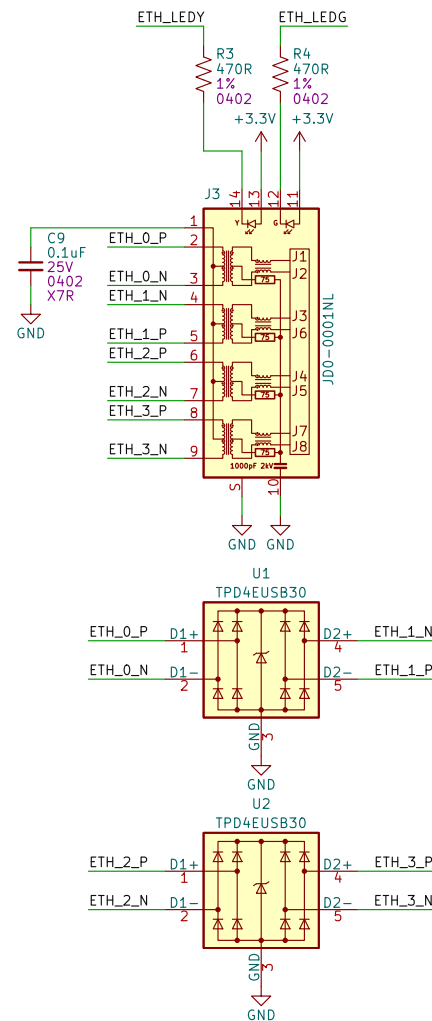 ETH_LEDY
ETH_LEDG
R3
470R
1%
0402
R4
470R
1%
0402
+3.3V
+3.3V
14
13
12
11
J3
Y
G
JD0-0001NL
C9
0.1uF
25V
0402
X7R
GND
1
ETH_0_P
2
ETH_0_N
3
ETH_1_N
4
ETH_1_P
5
ETH_2_P
6
ETH_2_N
7
ETH_3_P
8
ETH_3_N
9
J1
J2
75
J3
J6
75
J4
J5
75
J7
J8
75
1000pF 2kV
S
10
GND
GND
U1
TPD4EUSB30
ETH_0_P
D1+
1
ETH_0_N
D1-
2
D2+
4
ETH_1_N
D2-
5
ETH_1_P
GND
3
GND
U2
TPD4EUSB30
ETH_2_P
D1+
1
ETH_2_N
D1-
2
D2+
4
ETH_3_P
D2-
5
ETH_3_N
GND
3
GND